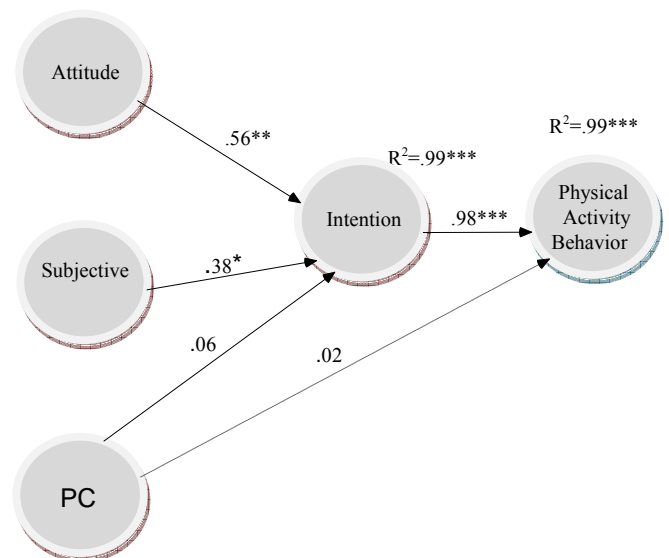 Attitude
.56**
R²=.99***
R²=.99***
Intention
.98***
Physical
Activity
Behavior
Subjective
.38*
.06
.02
PC